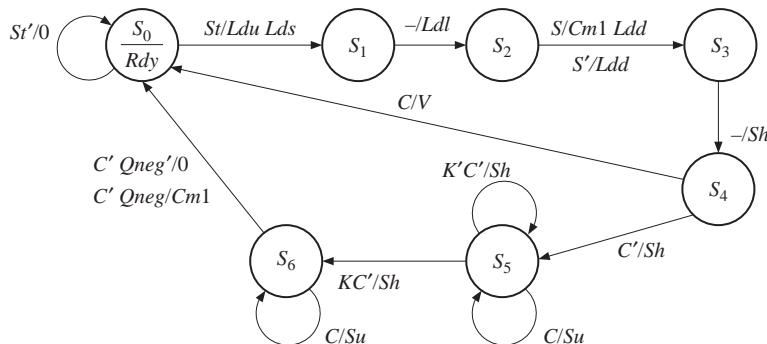 St'/0
S0
Rdy
St/Ldu Lds
S1
–/Ldl
S2
S/Cm1 Ldd
S'/Ldd
S3
C/V
–/Sh
C' Qneg'/0
C' Qneg/Cm1
K'C'/Sh
S4
C'/Sh
S6
KC'/Sh
S5
C/Su
C/Su